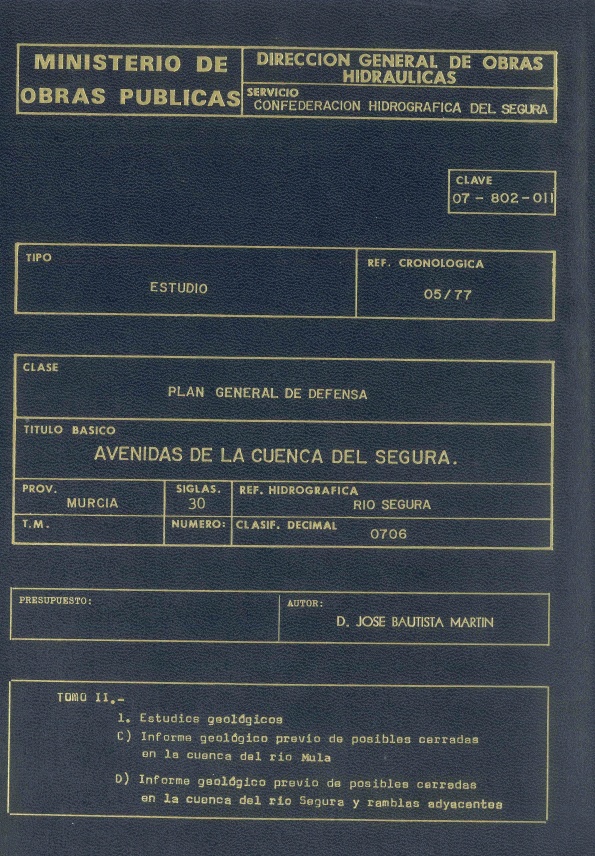 MINISTERIO DE
OBRAS PUBLICAS
DIRECCION GENERAL DE OBRAS
HIDRAULICAS
SERVICIO
CONFEDERACION HIDROGRAFICA DEL SEGURA
CLAVE
07 - 802 - 011
TIPO
ESTUDIO
REF. CRONOLOGICA
05/77
CLASE
PLAN GENERAL DE DEFENSA
TITULO BASICO
AVENIDAS DE LA CUENCA DEL SEGURA.
PROV.
MURCIA
SIGLAS.
30
REF. HIDROGRAFICA
RIO SEGURA
T.M.
NUMERO:
CLASIF. DECIMAL
0706
PRESUPUESTO:
AUTOR:
D. JOSE BAUTISTA MARTIN
TOMO II.-
1. Estudios geológicos
C) Informe geológico previo de posibles cerradas
en la cuenca del río Mula
D) Informe geológico previo de posibles cerradas
en la cuenca del río Segura y ramblas adyacentes